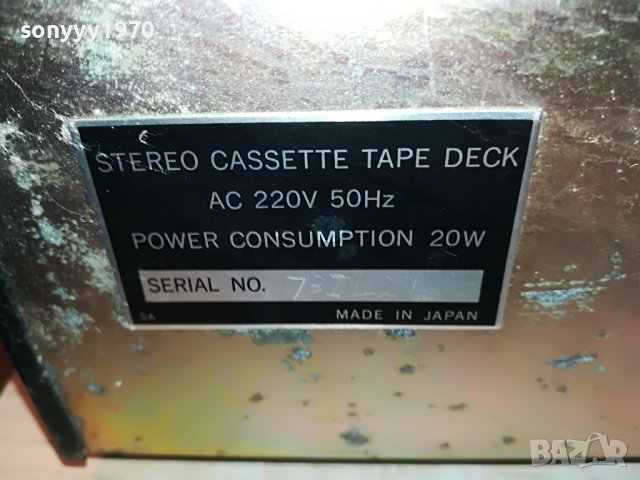 sonyyy1970
STEREO CASSETTE TAPE DECK
AC 220V 50Hz
POWER CONSUMPTION 20W
SERIAL NO.
SA MADE IN JAPAN
BAZAR